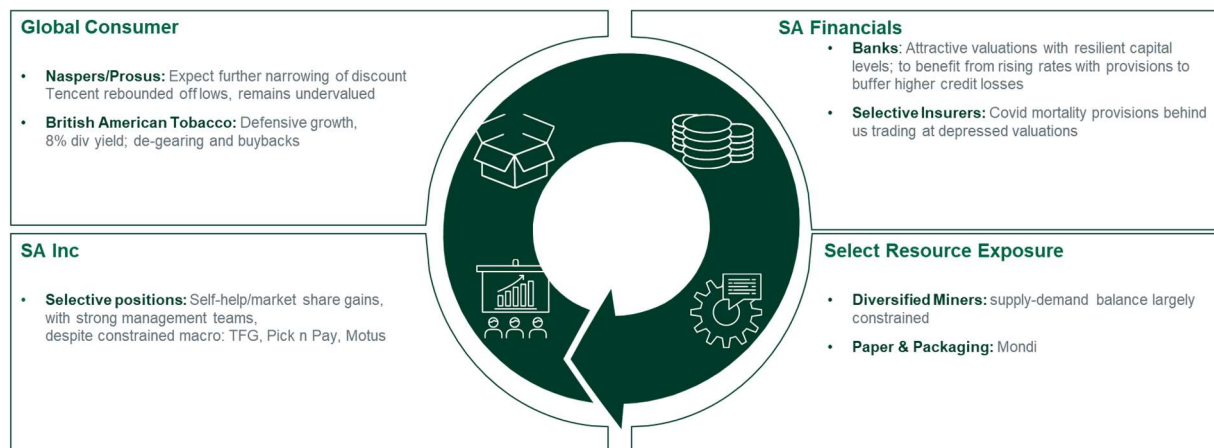 Global Consumer
• Naspers/Prosus: Expect further narrowing of discount
Tencent rebounded off lows, remains undervalued
• British American Tobacco: Defensive growth,
8% div yield; de-gearing and buybacks
SA Financials
• Banks: Attractive valuations with resilient capital
levels; to benefit from rising rates with provisions to
buffer higher credit losses
• Selective Insurers: Covid mortality provisions behind
us trading at depressed valuations
SA Inc
• Selective positions: Self-help/market share gains,
with strong management teams,
despite constrained macro: TFG, Pick n Pay, Motus
Select Resource Exposure
• Diversified Miners: supply-demand balance largely
constrained
• Paper & Packaging: Mondi